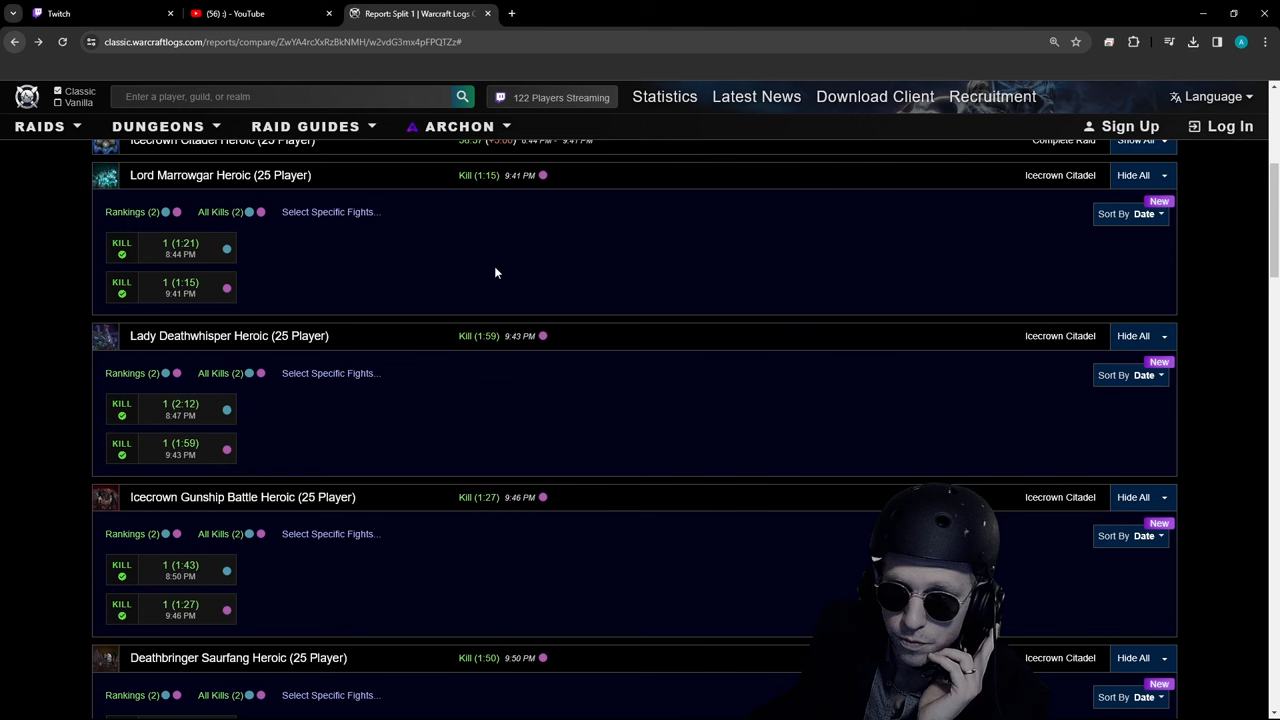 Twitch
(56) :) - YouTube
Report: Split 1 | Warcraft Logs
classic.warcraftlogs.com/reports/compare/ZwYA4rcXxRzBkNMH/w2vdG3mx4pFPQTZz#
A
Classic
Vanilla
Enter a player, guild, or realm
122 Players Streaming
Statistics
Latest News
Download Client
Recruitment
Language
RAIDS
DUNGEONS
RAID GUIDES
ARCHON
Sign Up
Log In
Icecrown Citadel Heroic (25 Player)
Complete Raid
Show All
Lord Marrowgar Heroic (25 Player)
Kill (1:15) 9:41 PM
Icecrown Citadel
Hide All
Rankings (2)
All Kills (2)
Select Specific Fights...
New
Sort By Date
KILL
1 (1:21)
8:44 PM
KILL
1 (1:15)
9:41 PM
Lady Deathwhisper Heroic (25 Player)
Kill (1:59) 9:43 PM
Icecrown Citadel
Hide All
Rankings (2)
All Kills (2)
Select Specific Fights...
New
Sort By Date
KILL
1 (2:12)
8:47 PM
KILL
1 (1:59)
9:43 PM
Icecrown Gunship Battle Heroic (25 Player)
Kill (1:27) 9:46 PM
Icecrown Citadel
Hide All
Rankings (2)
All Kills (2)
Select Specific Fights...
New
Sort By Date
KILL
1 (1:43)
8:50 PM
KILL
1 (1:27)
9:46 PM
Deathbringer Saurfang Heroic (25 Player)
Kill (1:50) 9:50 PM
Icecrown Citadel
Hide All
Rankings (2)
All Kills (2)
Select Specific Fights...
New
Sort By Date